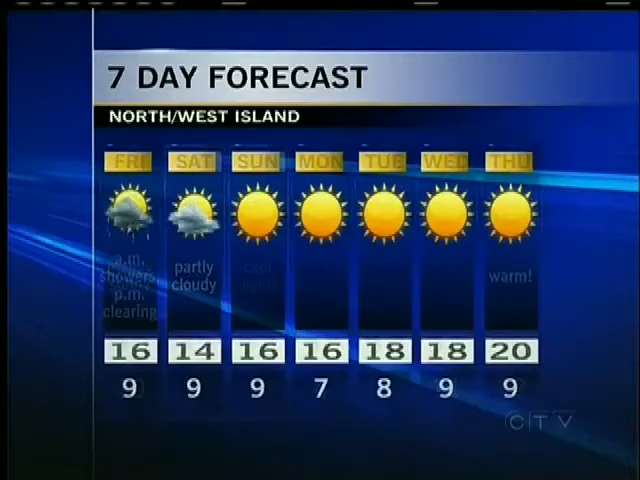 7 DAY FORECAST
NORTH/WEST ISLAND
FRI SAT SUN MON TUE WED THU
a.m. showers, p.m. clearing
partly cloudy
warm!
16 14 16 16 18 18 20
9 9 9 7 8 9 9
CTV